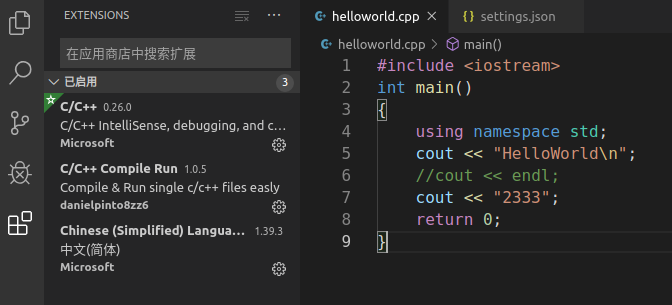 EXTENSIONS
在应用商店中搜索扩展
已启用 3
C/C++ 0.26.0
C/C++ IntelliSense, debugging, and c...
Microsoft
C/C++ Compile Run 1.0.5
Compile & Run single c/c++ files easly
danielpinto8zz6
Chinese (Simplified) Langua... 1.39.3
中文(简体)
Microsoft
helloworld.cpp
{} settings.json
helloworld.cpp > main()
1 #include <iostream>
2 int main()
3 {
4 using namespace std;
5 cout << "HelloWorld\n";
6 //cout << endl;
7 cout << "2333";
8 return 0;
9 }